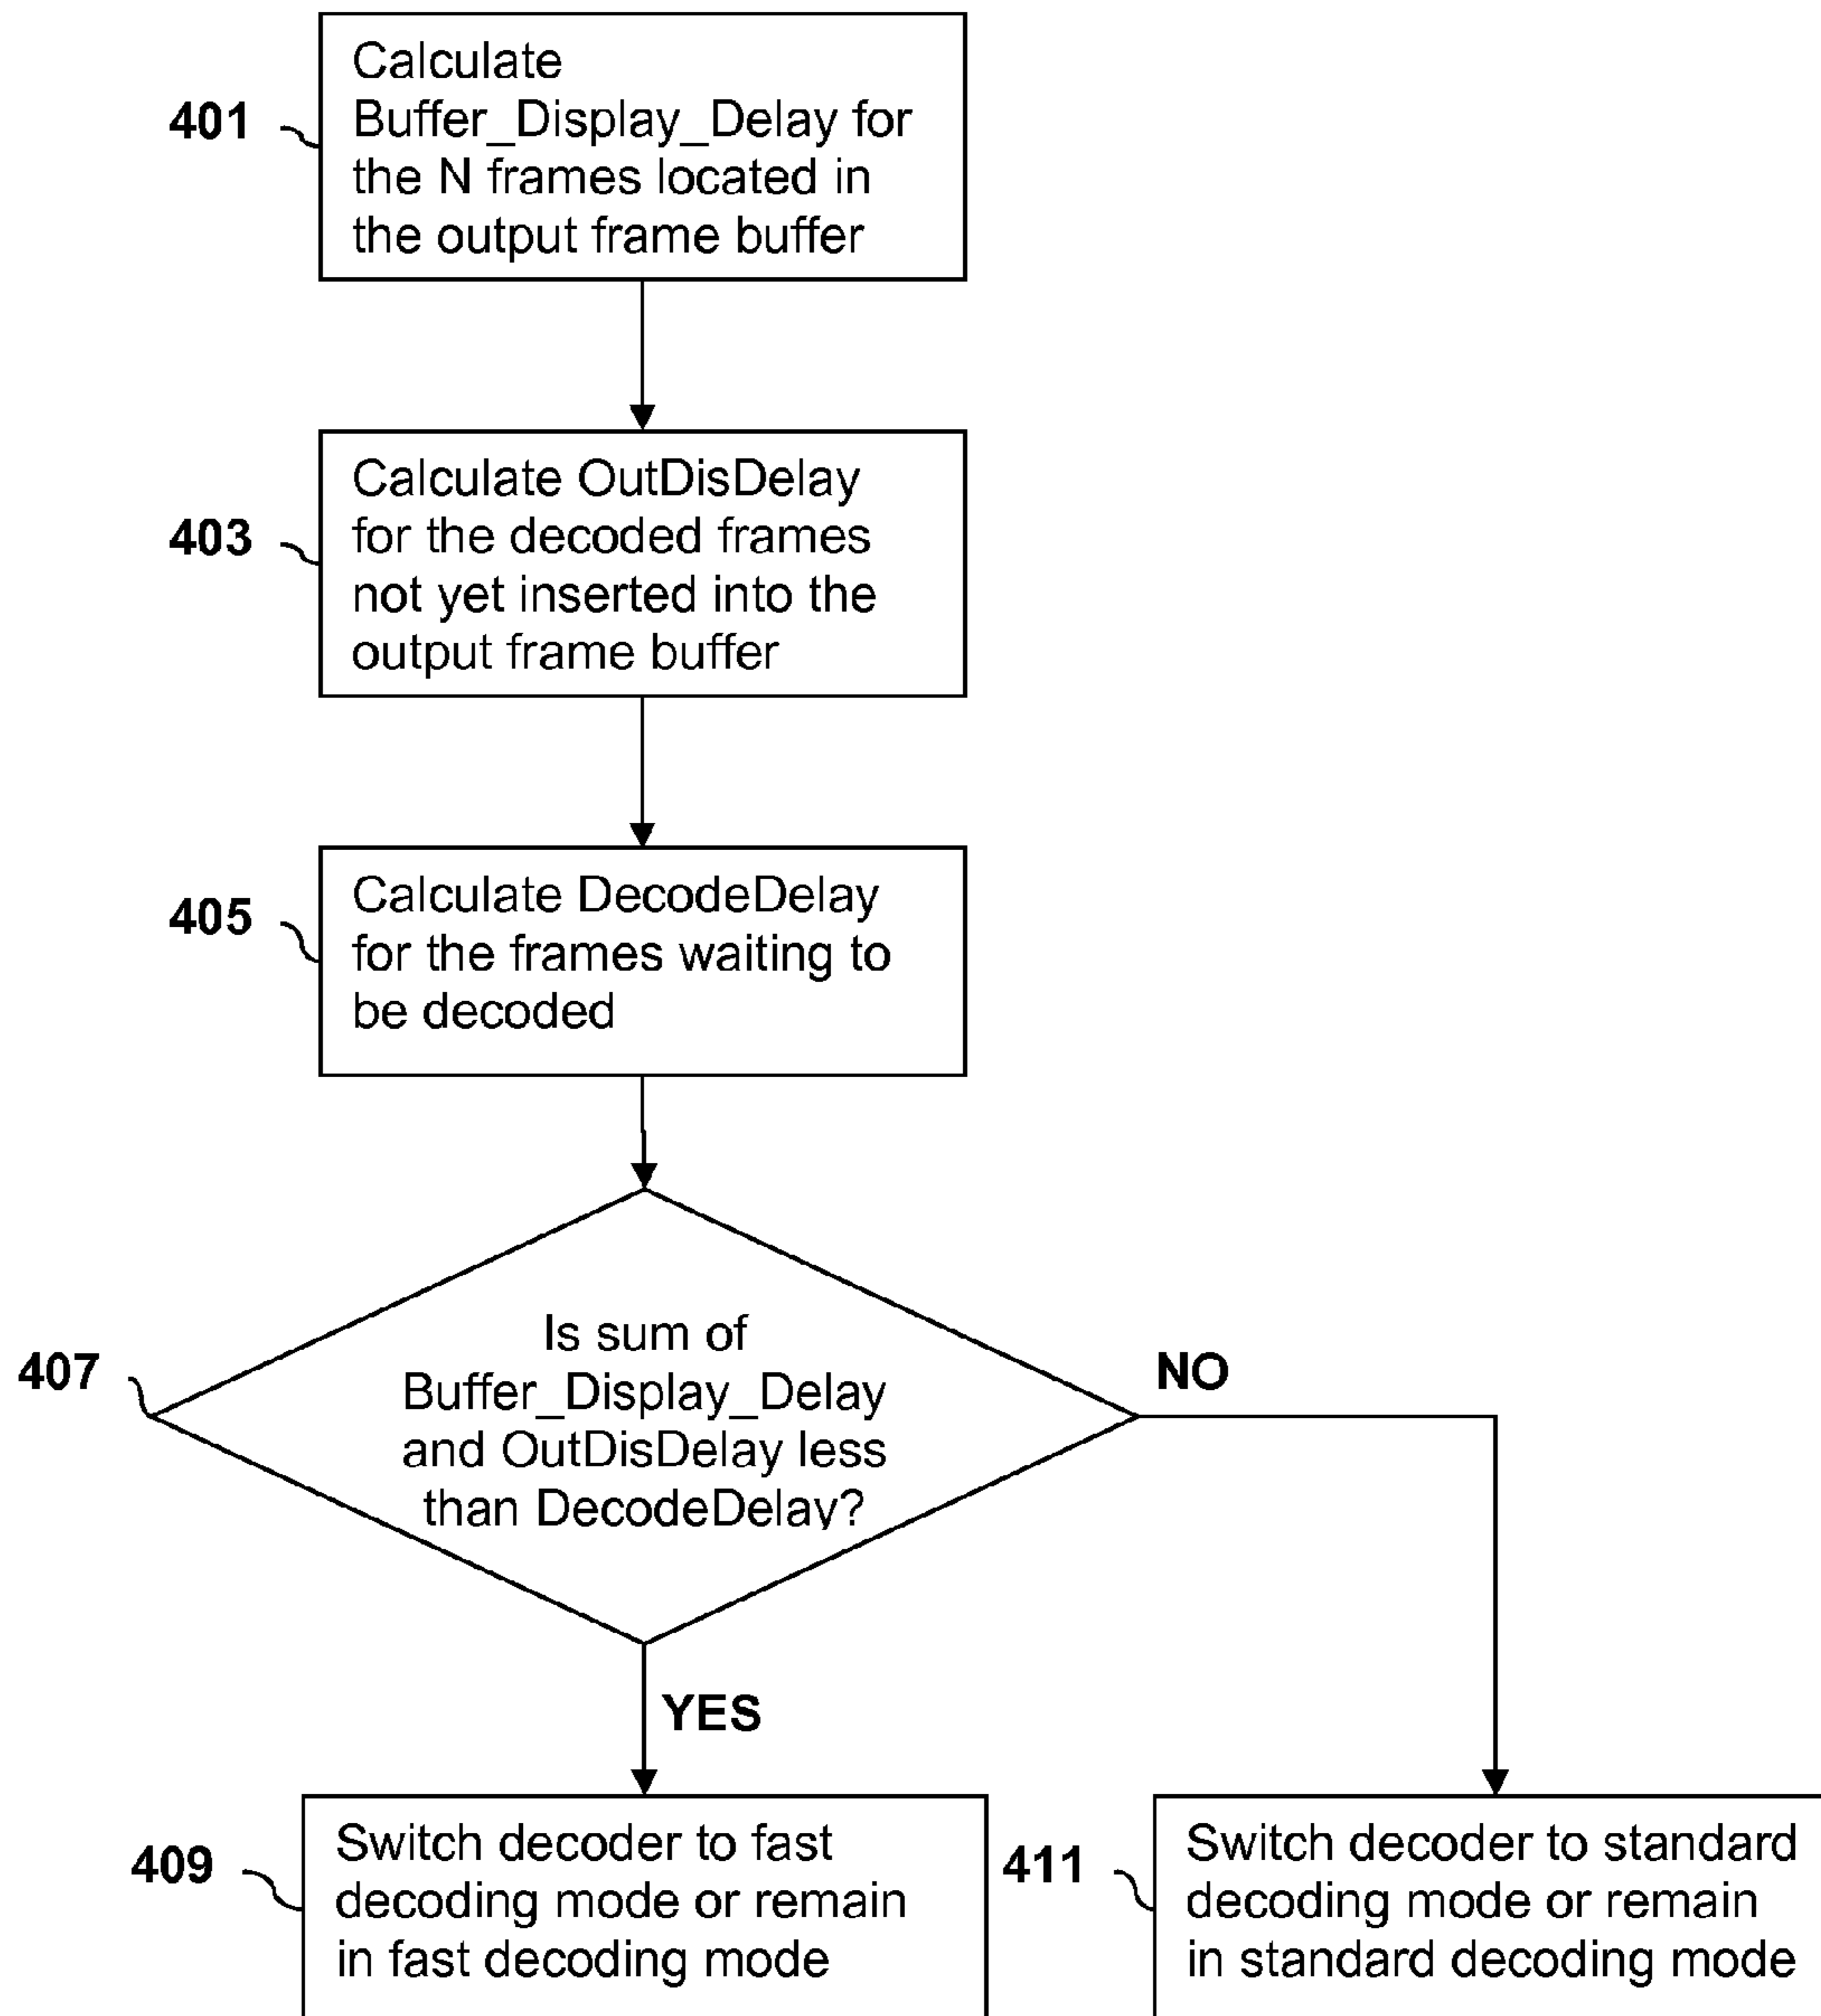 Calculate
Buffer_Display_Delay for
the N frames located in
the output frame buffer
401
Calculate OutDisDelay
for the decoded frames
not yet inserted into the
output frame buffer
403
Calculate DecodeDelay
for the frames waiting to
be decoded
405
Is sum of
Buffer_Display_Delay
and OutDisDelay less
than DecodeDelay?
407
NO
YES
409
Switch decoder to fast
decoding mode or remain
in fast decoding mode
411
Switch decoder to standard
decoding mode or remain
in standard decoding mode